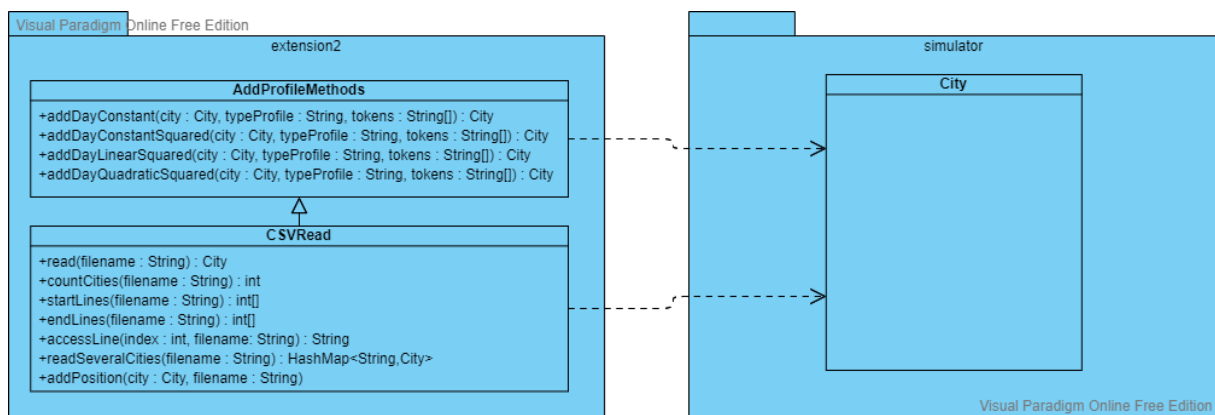 Visual Paradigm Online Free Edition
extension2
AddProfileMethods
+addDayConstant(city : City, typeProfile : String, tokens : String[]) : City
+addDayConstantSquared(city : City, typeProfile : String, tokens : String[]) : City
+addDayLinearSquared(city : City, typeProfile : String, tokens : String[]) : City
+addDayQuadraticSquared(city : City, typeProfile : String, tokens : String[]) : City
CSVRead
+read(filename : String) : City
+countCities(filename : String) : int
+startLines(filename : String) : int[]
+endLines(filename : String) : int[]
+accessLine(index : int, filename: String) : String
+readSeveralCities(filename : String) : HashMap<String,City>
+addPosition(city : City, filename : String)
simulator
City
Visual Paradigm Online Free Edition